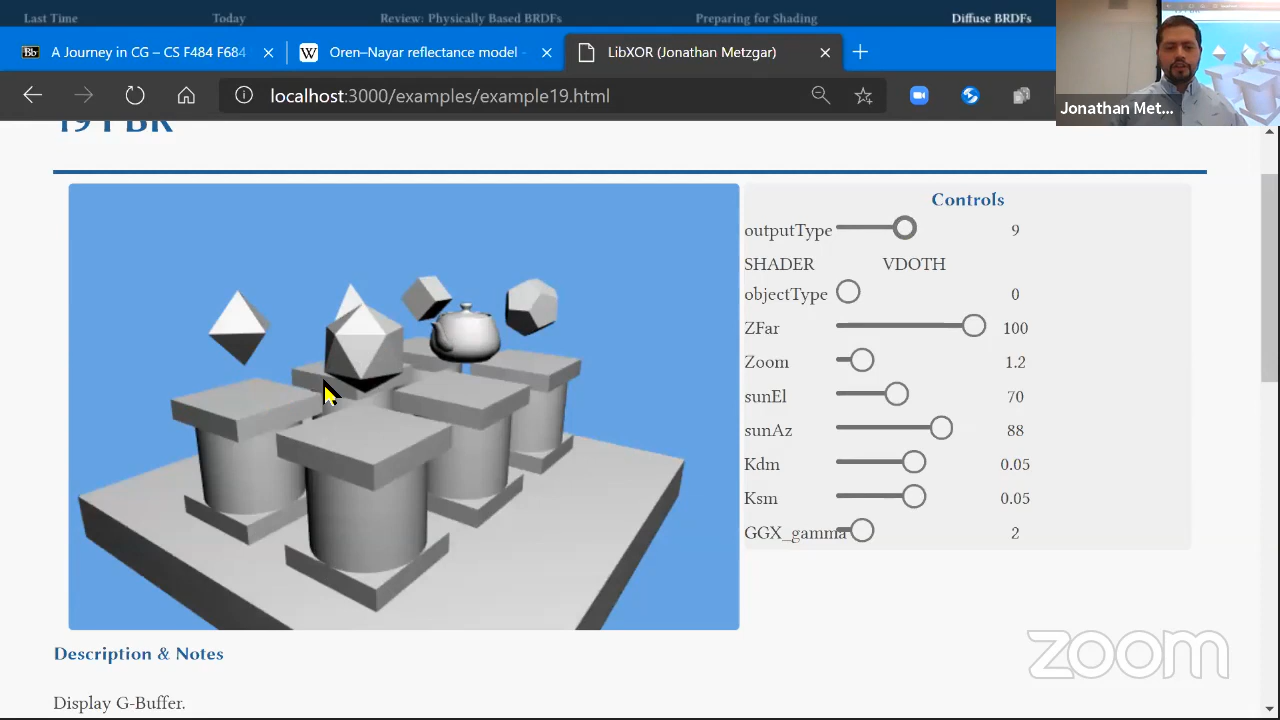 Last Time Today Review: Physically Based BRDFs Preparing for Shading Diffuse BRDFs
Bb A Journey in CG – CS F484 F684 W Oren–Nayar reflectance model - LibXOR (Jonathan Metzgar)
localhost:3000/examples/example19.html
Jonathan Met...
19 PBR
Controls
outputType 9
SHADER VDOTH
objectType 0
ZFar 100
Zoom 1.2
sunEl 70
sunAz 88
Kdm 0.05
Ksm 0.05
GGX_gamma 2
zoom
Description & Notes
Display G-Buffer.